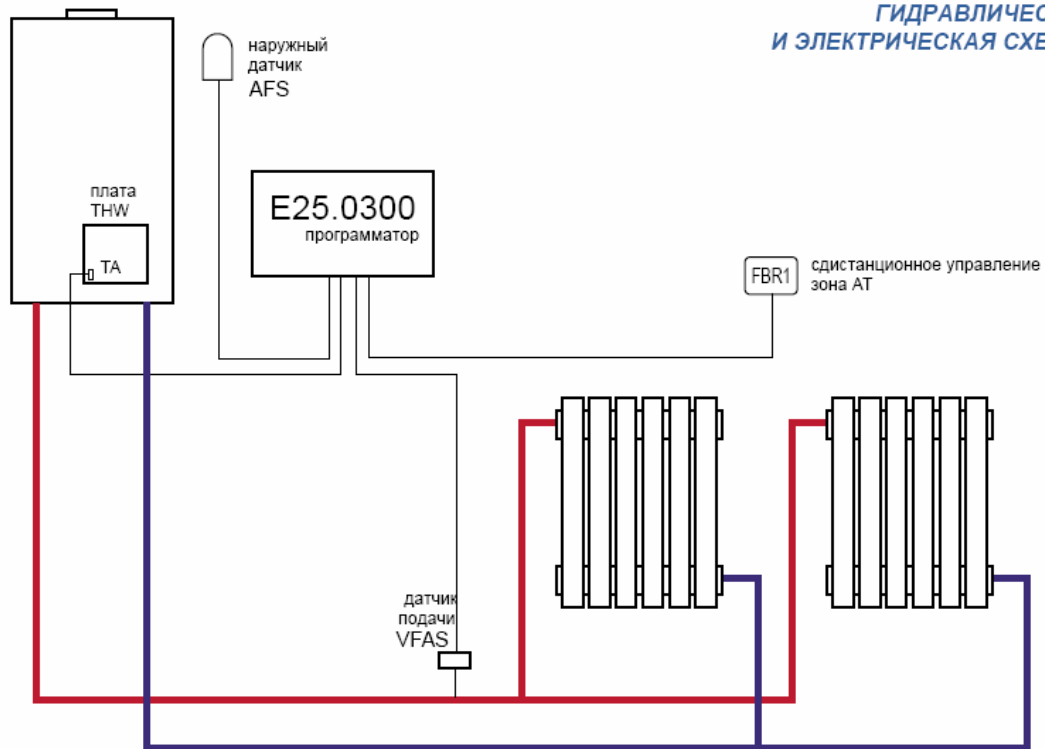 ГИДРАВЛИЧЕС
И ЭЛЕКТРИЧЕСКАЯ СХЕ
наружный
датчик
AFS
плата
THW
TA
E25.0300
программатор
FBR1
сдистанционное управление
зона АТ
датчик
подачи
VFAS